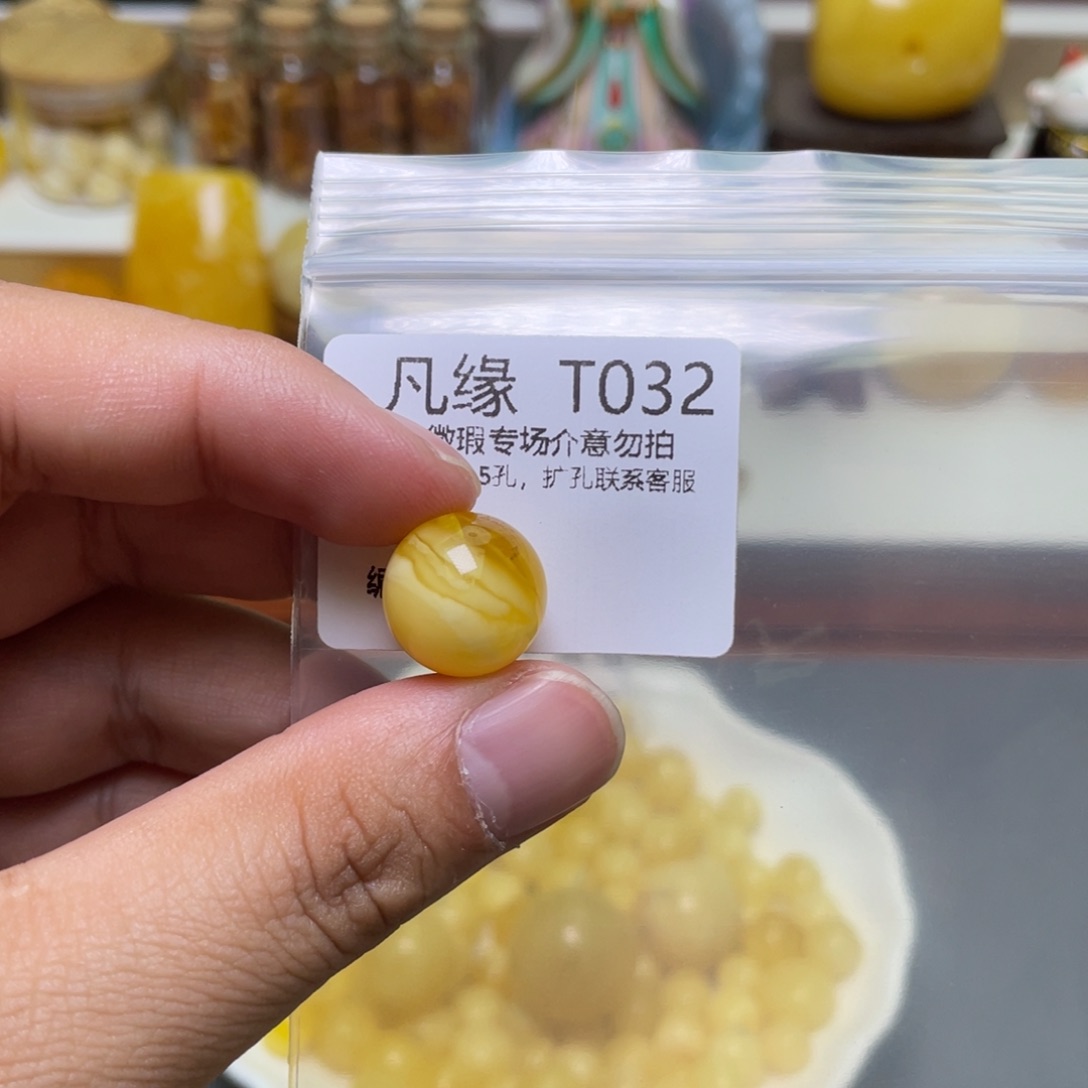 凡缘 T032
微瑕专场介意勿拍
5孔，扩孔联系客服
编